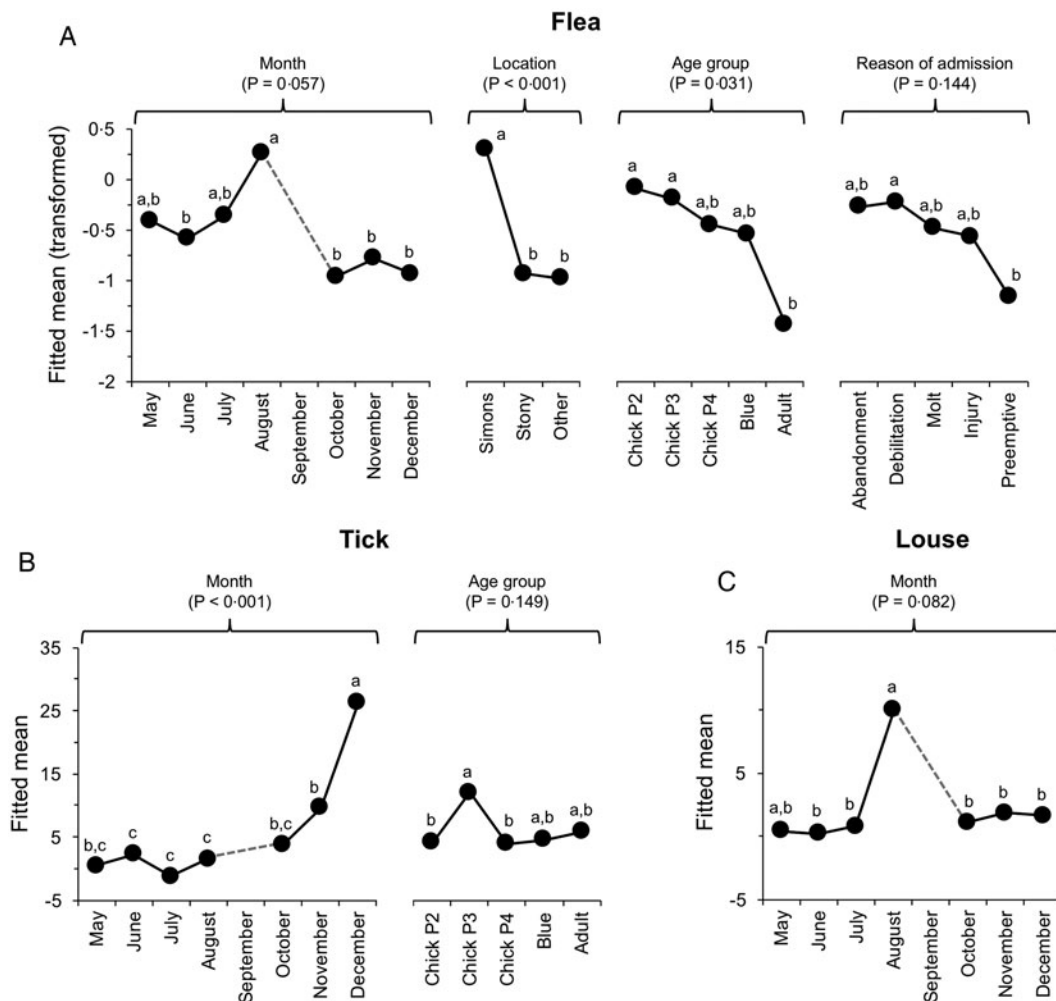 Flea
A
Month
(P = 0·057)
Location
(P < 0·001)
Age group
(P = 0·031)
Reason of admission
(P = 0·144)
Fitted mean (transformed)
0·5
0
-0·5
-1
-1·5
-2
a,b
b
a,b
a
b
b
b
a
b
b
a
a
a,b
a,b
b
a,b
a
a,b
a,b
b
May
June
July
August
September
October
November
December
Simons
Stony
Other
Chick P2
Chick P3
Chick P4
Blue
Adult
Abandonment
Debilitation
Molt
Injury
Preemptive
Tick
B
Month
(P < 0·001)
Age group
(P = 0·149)
Fitted mean
35
25
15
5
-5
b,c
c
c
c
b,c
b
a
b
a
b
a,b
a,b
May
June
July
August
September
October
November
December
Chick P2
Chick P3
Chick P4
Blue
Adult
Louse
C
Month
(P = 0·082)
Fitted mean
15
5
-5
a,b
b
b
a
b
b
b
May
June
July
August
September
October
November
December